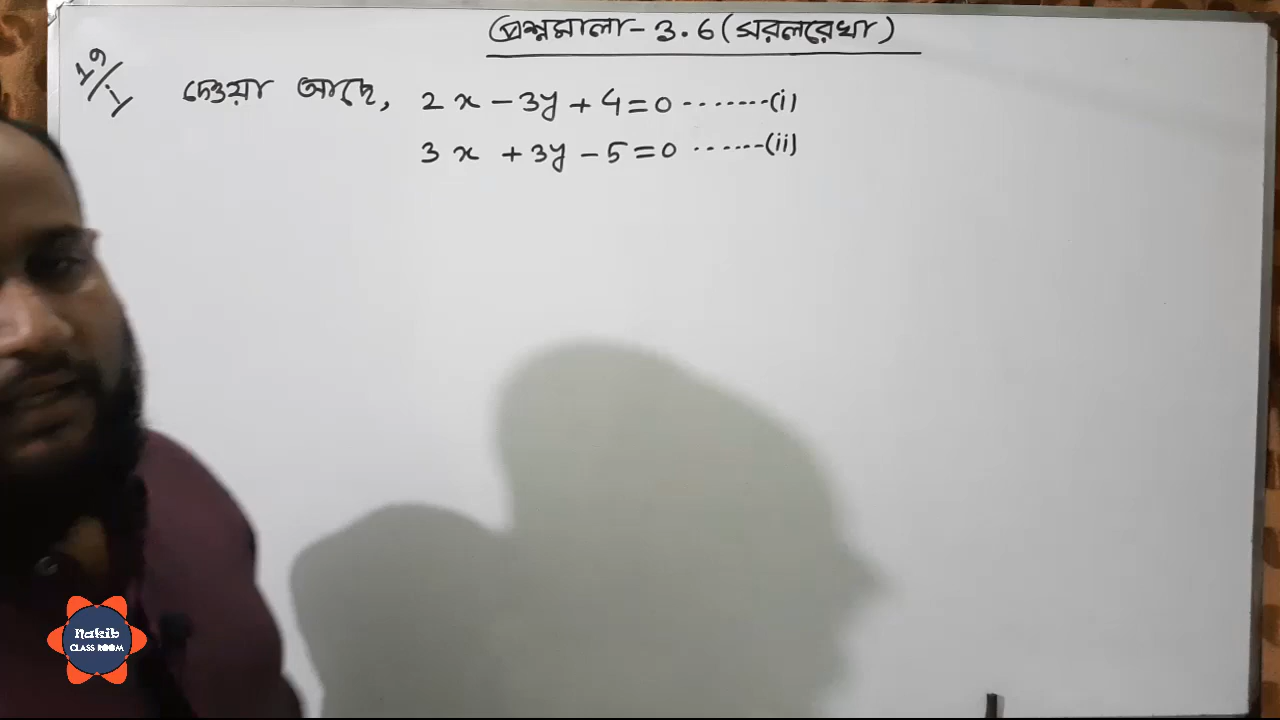 প্রশ্নমালা - 3.6 (সরলরেখা)
19/i
দেওয়া আছে, 2x - 3y + 4 = 0 .......(i)
3x + 3y - 5 = 0 ......(ii)
Nakib
CLASS ROOM